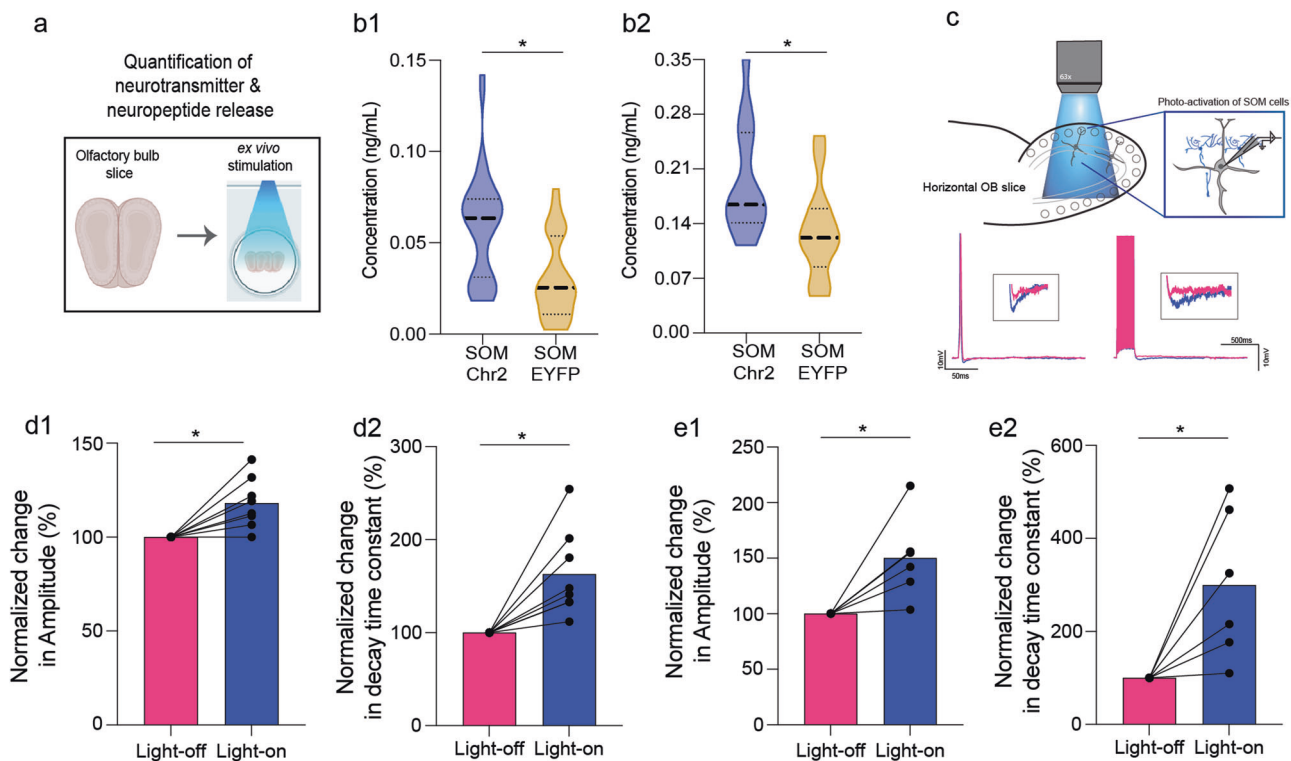 a
Quantification of
neurotransmitter &
neuropeptide release
Olfactory bulb
slice
ex vivo
stimulation
b1
*
Concentration (ng/mL)
0.15
0.10
0.05
0.00
SOM
Chr2
SOM
EYFP
b2
*
Concentration (ng/mL)
0.35
0.28
0.21
0.14
0.07
0.00
SOM
Chr2
SOM
EYFP
c
63x
Photo-activation of SOM cells
Horizontal OB slice
10mV
50ms
500ms
10mV
d1
*
Normalized change
in Amplitude (%)
150
100
50
0
Light-off
Light-on
d2
*
Normalized change
in decay time constant (%)
300
200
100
0
Light-off
Light-on
e1
*
Normalized change
in Amplitude (%)
250
200
150
100
50
0
Light-off
Light-on
e2
*
Normalized change
in decay time constant (%)
600
400
200
0
Light-off
Light-on